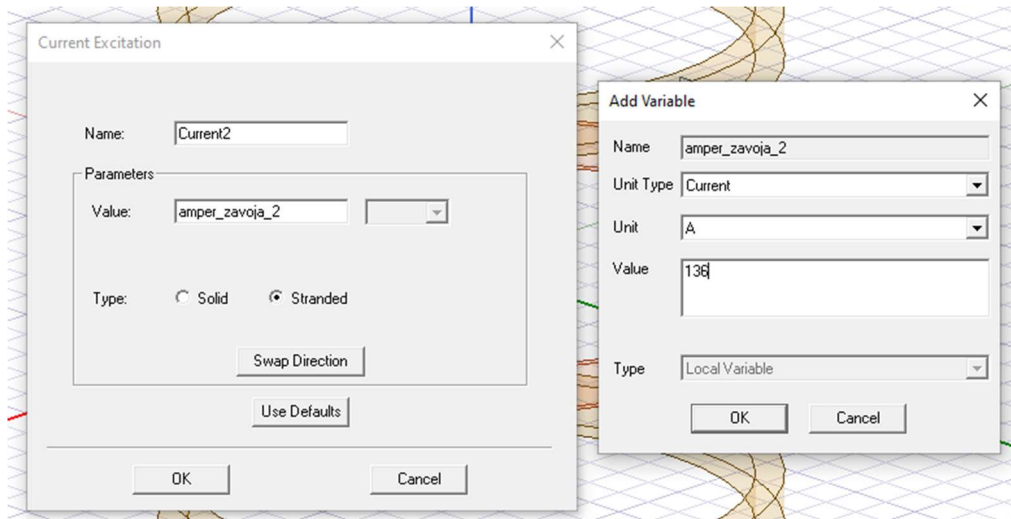 Current Excitation
Name: Current2
Parameters
Value: amper_zavoja_2
Type: Solid Stranded
Swap Direction
Use Defaults
OK Cancel
Add Variable
Name amper_zavoja_2
Unit Type Current
Unit A
Value 136
Type Local Variable
OK Cancel